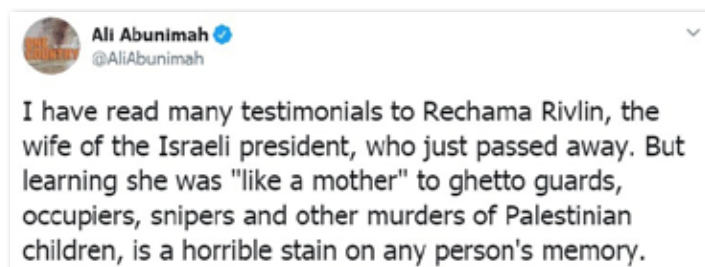 Ali Abunimah
@AliAbunimah
I have read many testimonials to Rechama Rivlin, the
wife of the Israeli president, who just passed away. But
learning she was "like a mother" to ghetto guards,
occupiers, snipers and other murders of Palestinian
children, is a horrible stain on any person's memory.